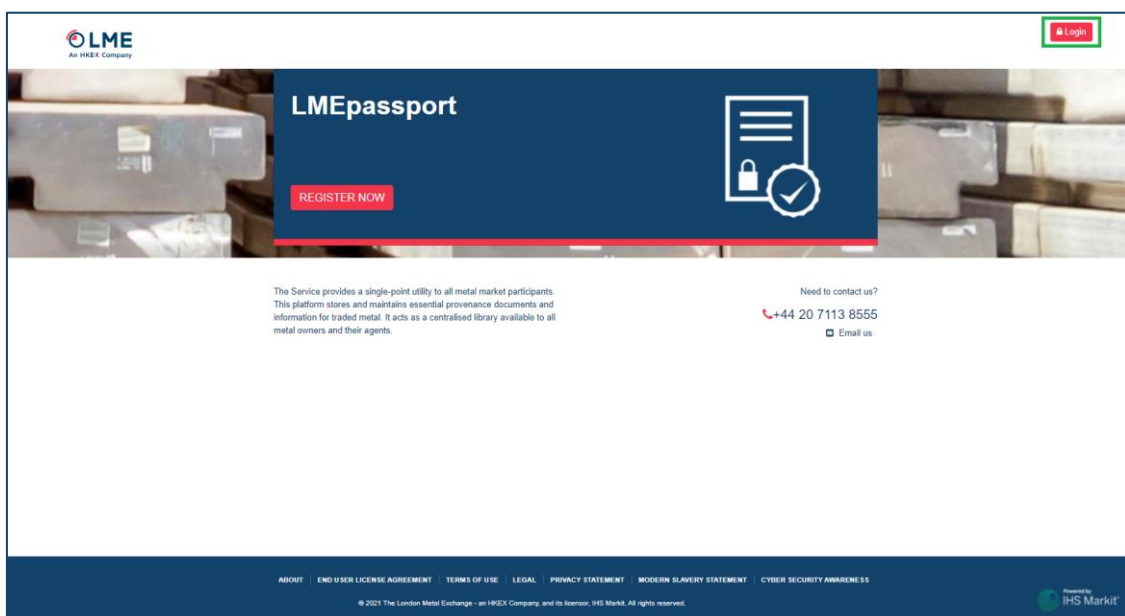 LME
An HKEX Company
Login
LMEpassport
REGISTER NOW
The Service provides a single-point utility to all metal market participants.
This platform stores and maintains essential provenance documents and
information for traded metal. It acts as a centralised library available to all
metal owners and their agents.
Need to contact us?
+44 20 7113 8555
Email us
ABOUT | END USER LICENSE AGREEMENT | TERMS OF USE | LEGAL | PRIVACY STATEMENT | MODERN SLAVERY STATEMENT | CYBER SECURITY AWARENESS
© 2021 The London Metal Exchange - an HKEX Company, and its licensor, IHS Markit. All rights reserved.
Powered by
IHS Markit